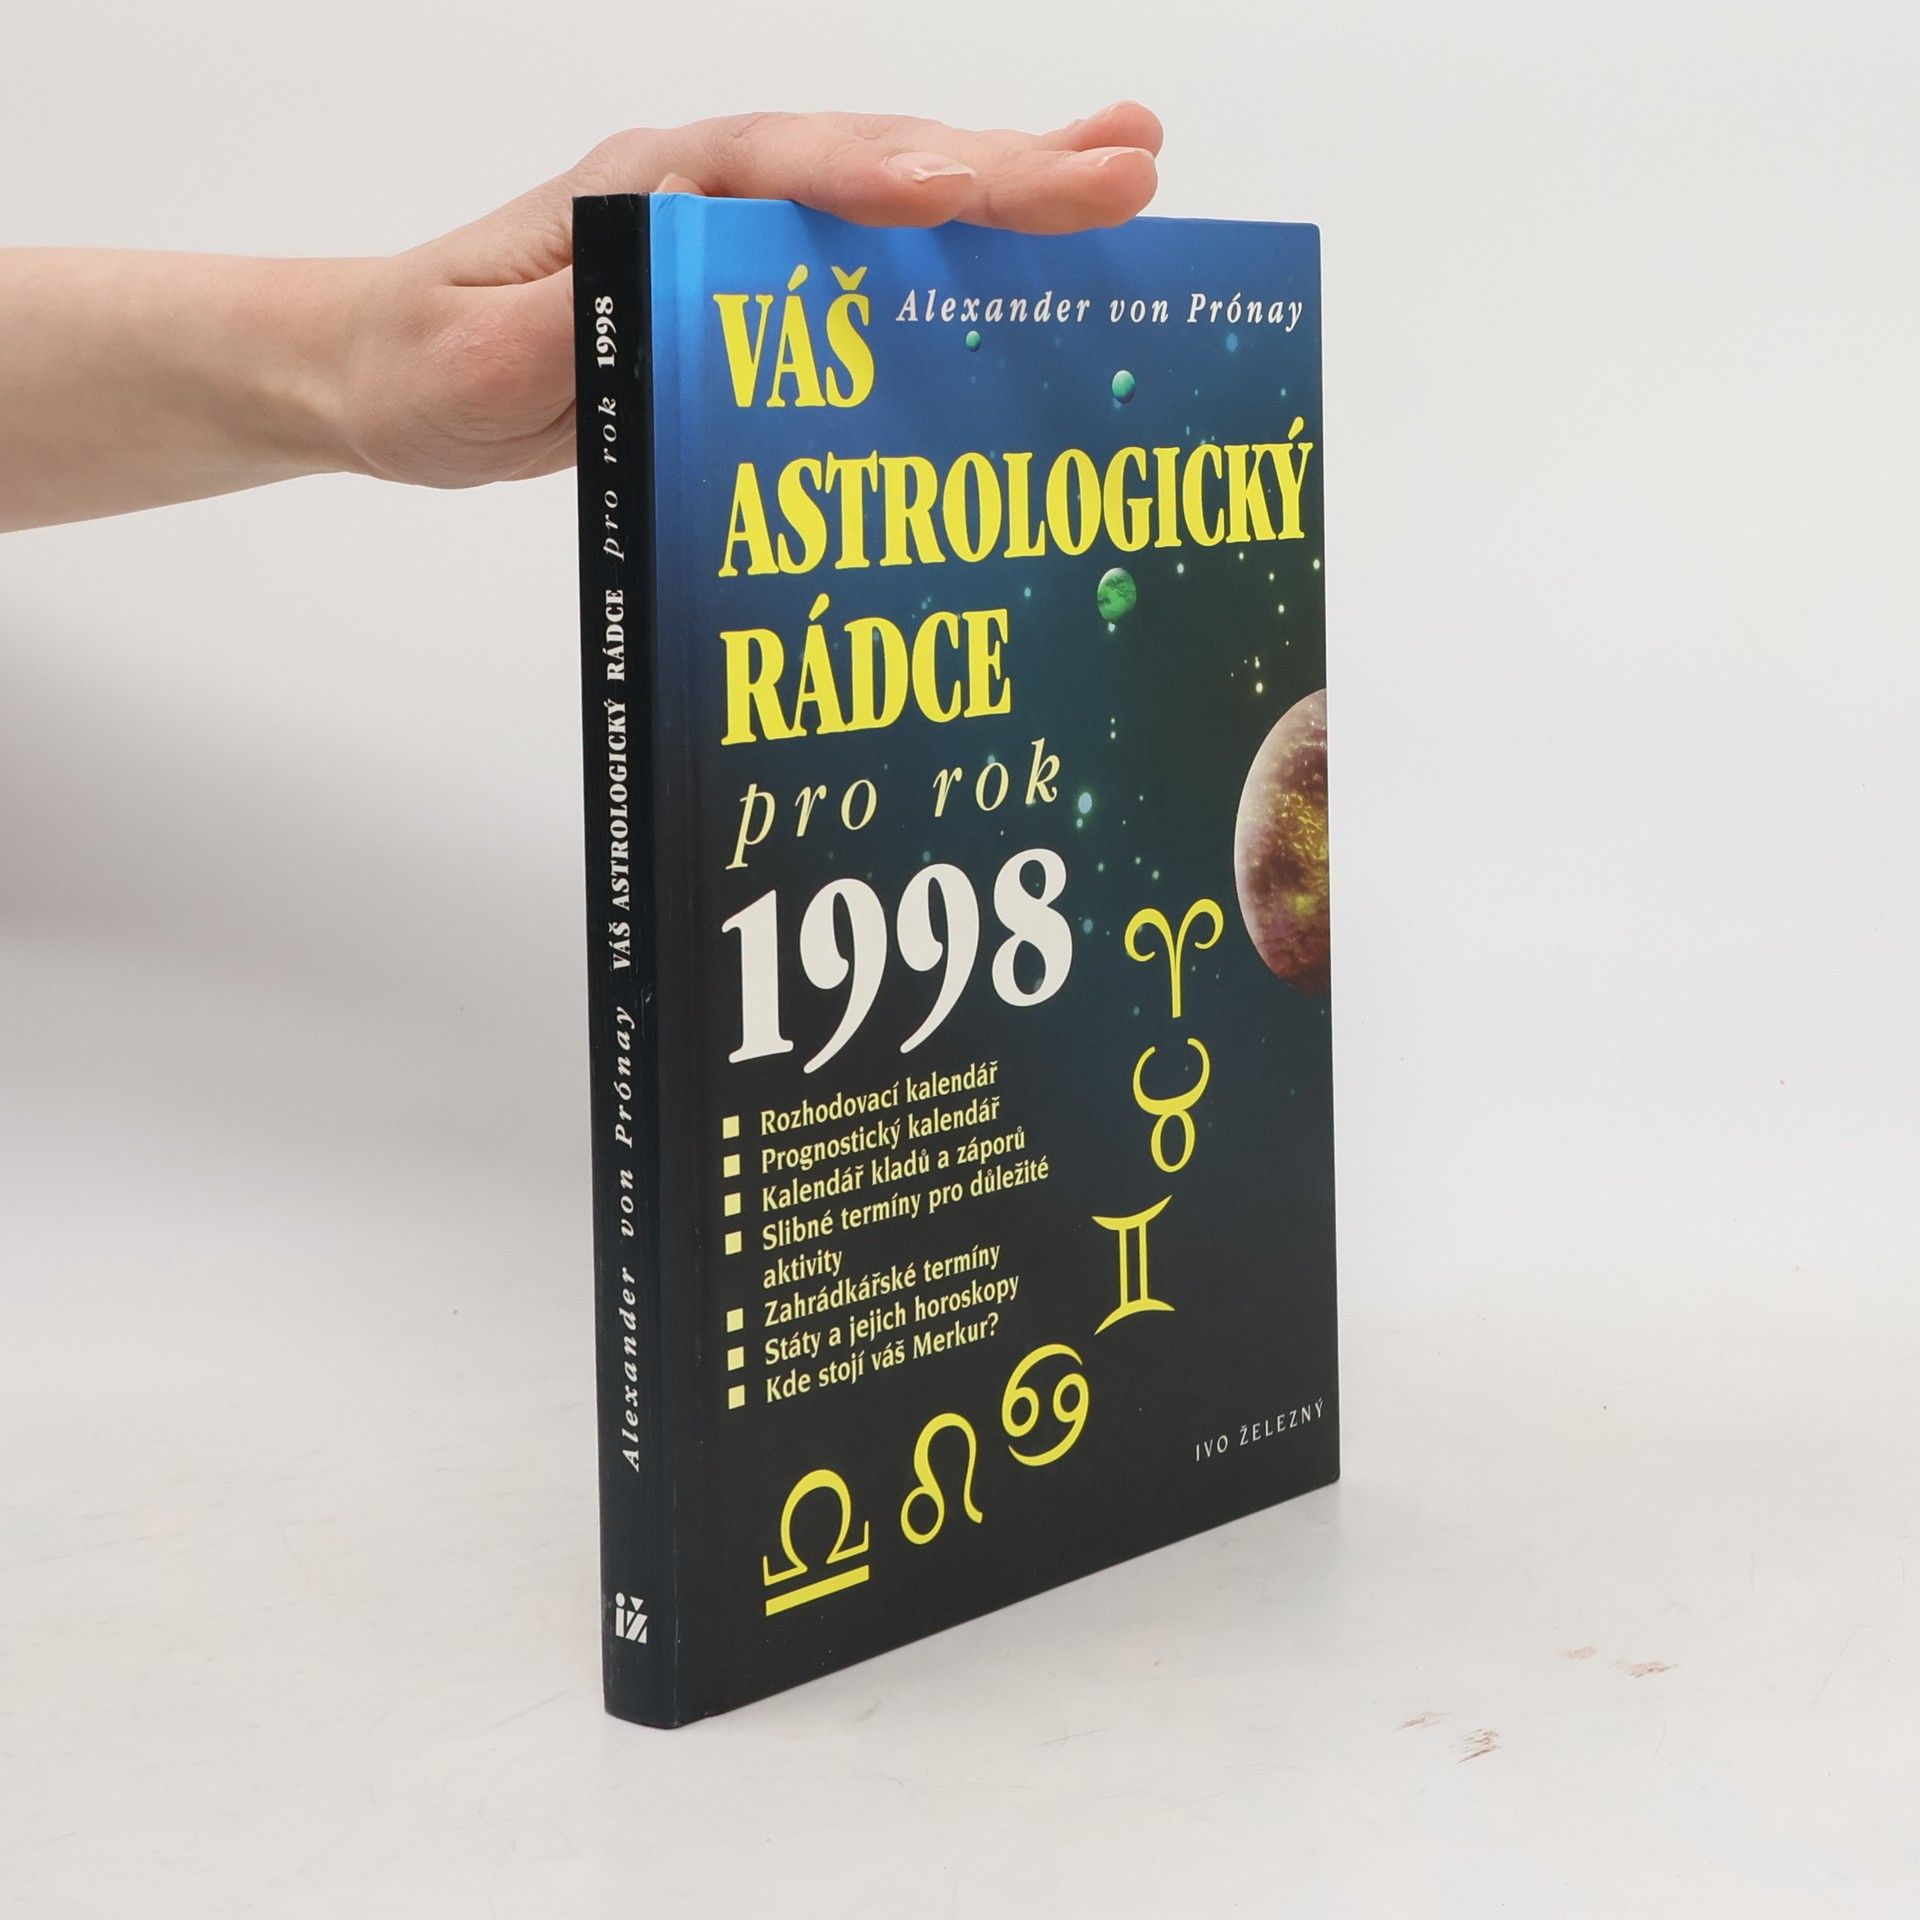 Alexander von Prónay VÁŠ ASTROLOGICKÝ RÁDCE pro rok 1998
iž
Alexander von Prónay
VÁŠ
ASTROLOGICKÝ
RÁDCE
pro rok
1998
■ Rozhodovací kalendář
■ Prognostický kalendář
■ Kalendář kladů a záporů
■ Slibné termíny pro důležité
aktivity
■ Zahrádkářské termíny
■ Státy a jejich horoskopy
■ Kde stojí váš Merkur?
IVO ŽELEZNÝ